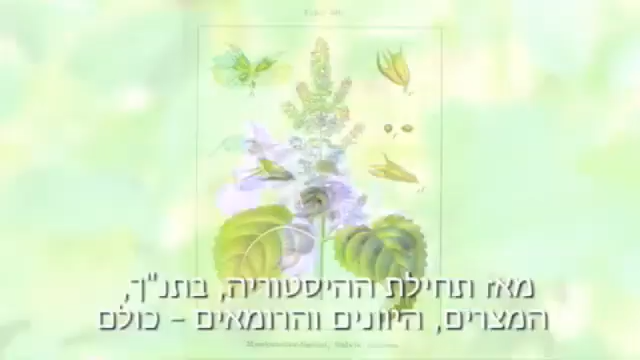 מאז תחילת ההיסטוריה, בתנ"ך,
המצרים, היוונים והרומאים - כולם